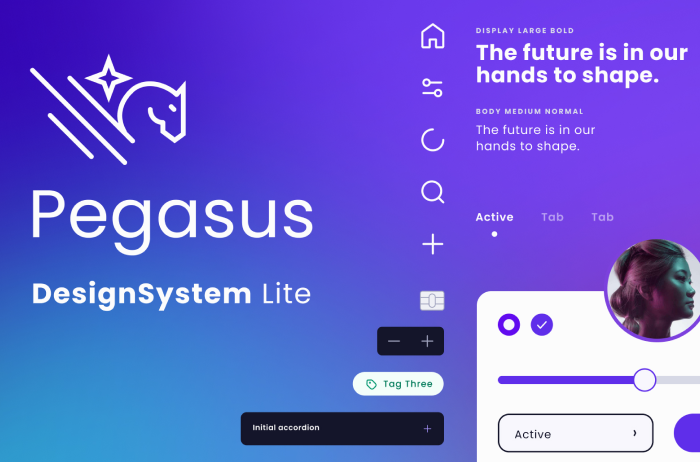 Pegasus
DesignSystem Lite
DISPLAY LARGE BOLD
The future is in our
hands to shape.
BODY MEDIUM NORMAL
The future is in our
hands to shape.
Active Tab Tab
Tag Three
Initial accordion
Active